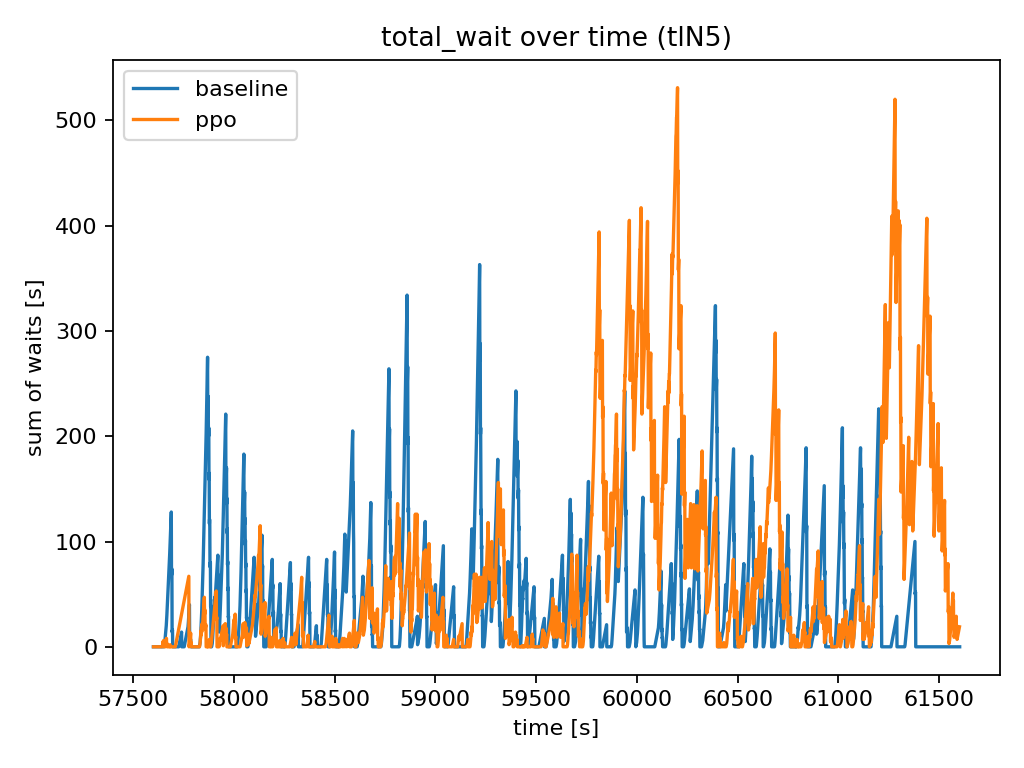 total_wait over time (tlN5)
baseline
ppo
sum of waits [s]
500
400
300
200
100
0
57500 58000 58500 59000 59500 60000 60500 61000 61500
time [s]